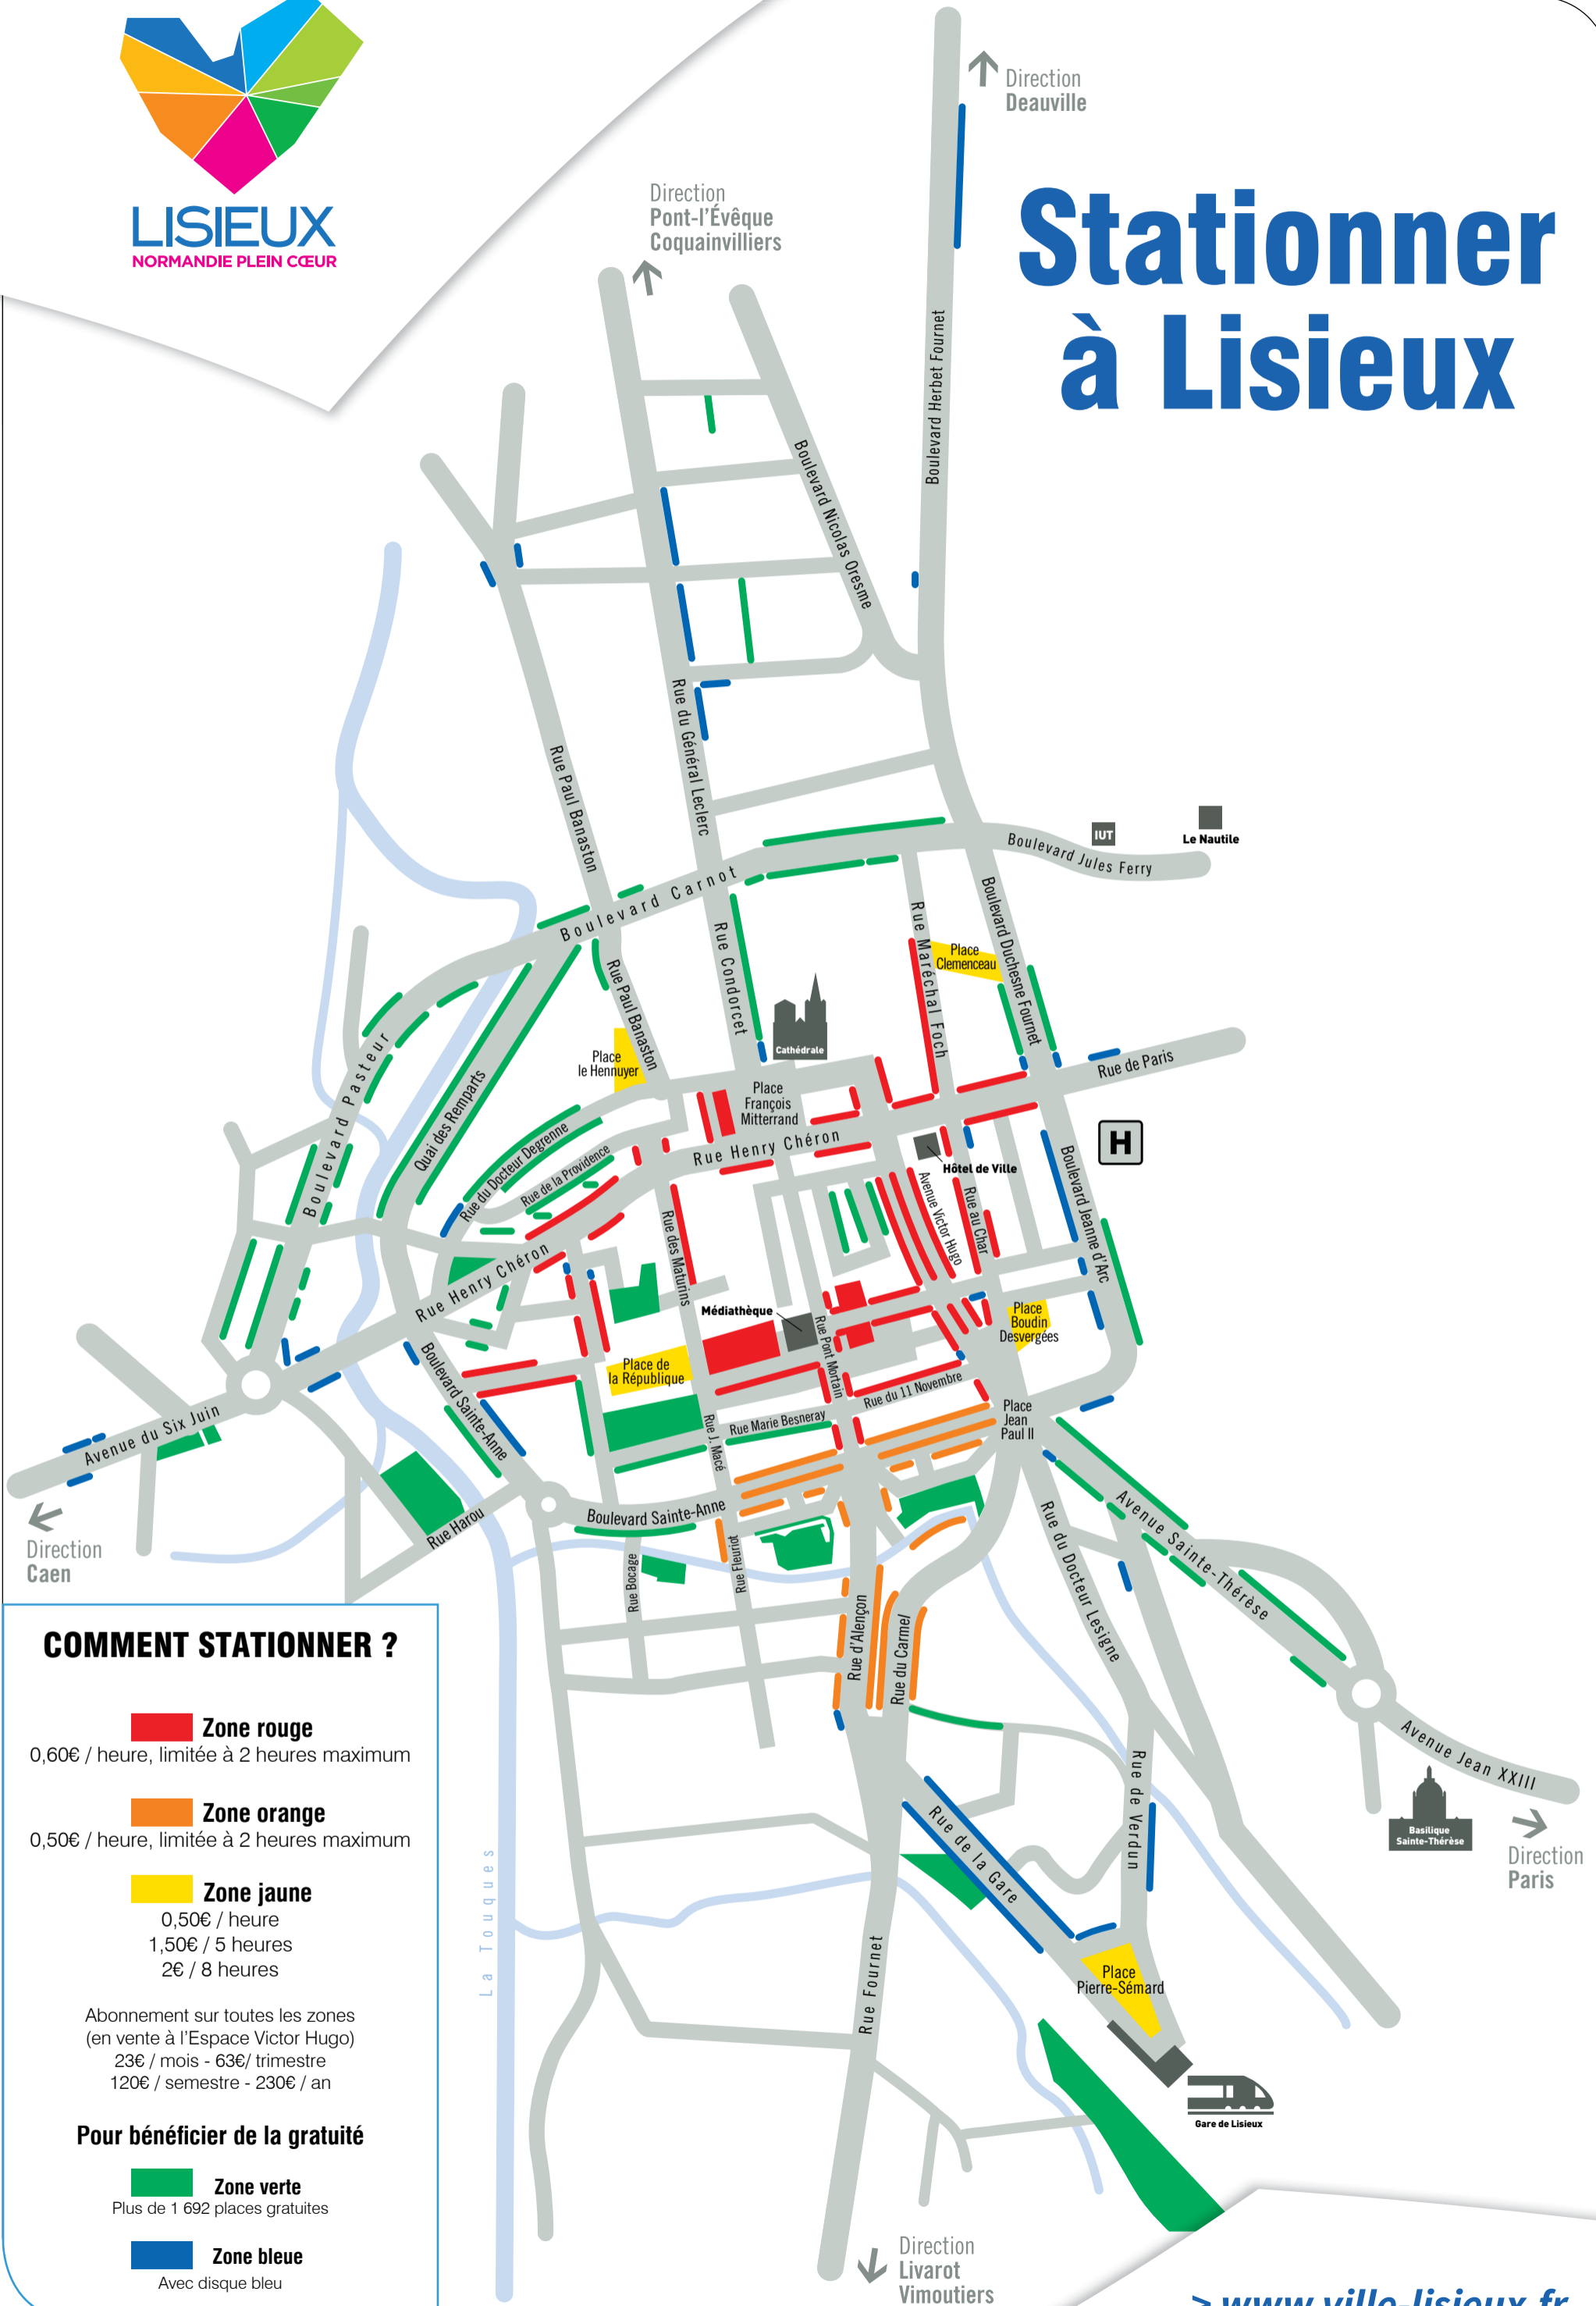 LISIEUX
NORMANDIE PLEIN CŒUR
Stationner
à Lisieux
Direction
Deauville
Direction
Pont-l'Évêque
Coquainvilliers
Boulevard Herbet Fournet
Boulevard Nicolas Oresme
Rue du Général Leclerc
Rue Paul Banaston
IUT
Le Nautile
Boulevard Jules Ferry
Boulevard Carnot
Boulevard Duchesne Fournet
Rue Maréchal Foch
Place
Clemenceau
Rue Condorcet
Rue Paul Banaston
Cathédrale
Place
le Hennuyer
Rue de Paris
Boulevard Pasteur
Quai des Remparts
Place
François
Mitterrand
Rue Henry Chéron
H
Hôtel de Ville
Rue du Docteur Degrenne
Rue de la Providence
Avenue Victor Hugo
Rue au Char
Boulevard Jeanne d'Arc
Rue des Maturins
Rue Henry Chéron
Médiathèque
Rue Pont Mortain
Place
Boudin
Desvergées
Place de
la République
Boulevard Sainte-Anne
Rue du 11 Novembre
Rue Marie Besneray
Rue J. Macé
Place
Jean
Paul II
Avenue du Six Juin
Rue Harou
Boulevard Sainte-Anne
Direction
Caen
Rue Bocage
Rue Fleuriot
Rue d'Alençon
Rue du Carmel
Rue du Docteur Lesigne
Avenue Sainte-Thérèse
Avenue Jean XXIII
Basilique
Sainte-Thérèse
Direction
Paris
Rue de Verdun
Rue de la Gare
Rue Fournet
Place
Pierre-Sémard
Gare de Lisieux
La Touques
Direction
Livarot
Vimoutiers
COMMENT STATIONNER ?
Zone rouge
0,60€ / heure, limitée à 2 heures maximum
Zone orange
0,50€ / heure, limitée à 2 heures maximum
Zone jaune
0,50€ / heure
1,50€ / 5 heures
2€ / 8 heures
Abonnement sur toutes les zones
(en vente à l'Espace Victor Hugo)
23€ / mois - 63€/ trimestre
120€ / semestre - 230€ / an
Pour bénéficier de la gratuité
Zone verte
Plus de 1 692 places gratuites
Zone bleue
Avec disque bleu
> www.ville-lisieux.fr